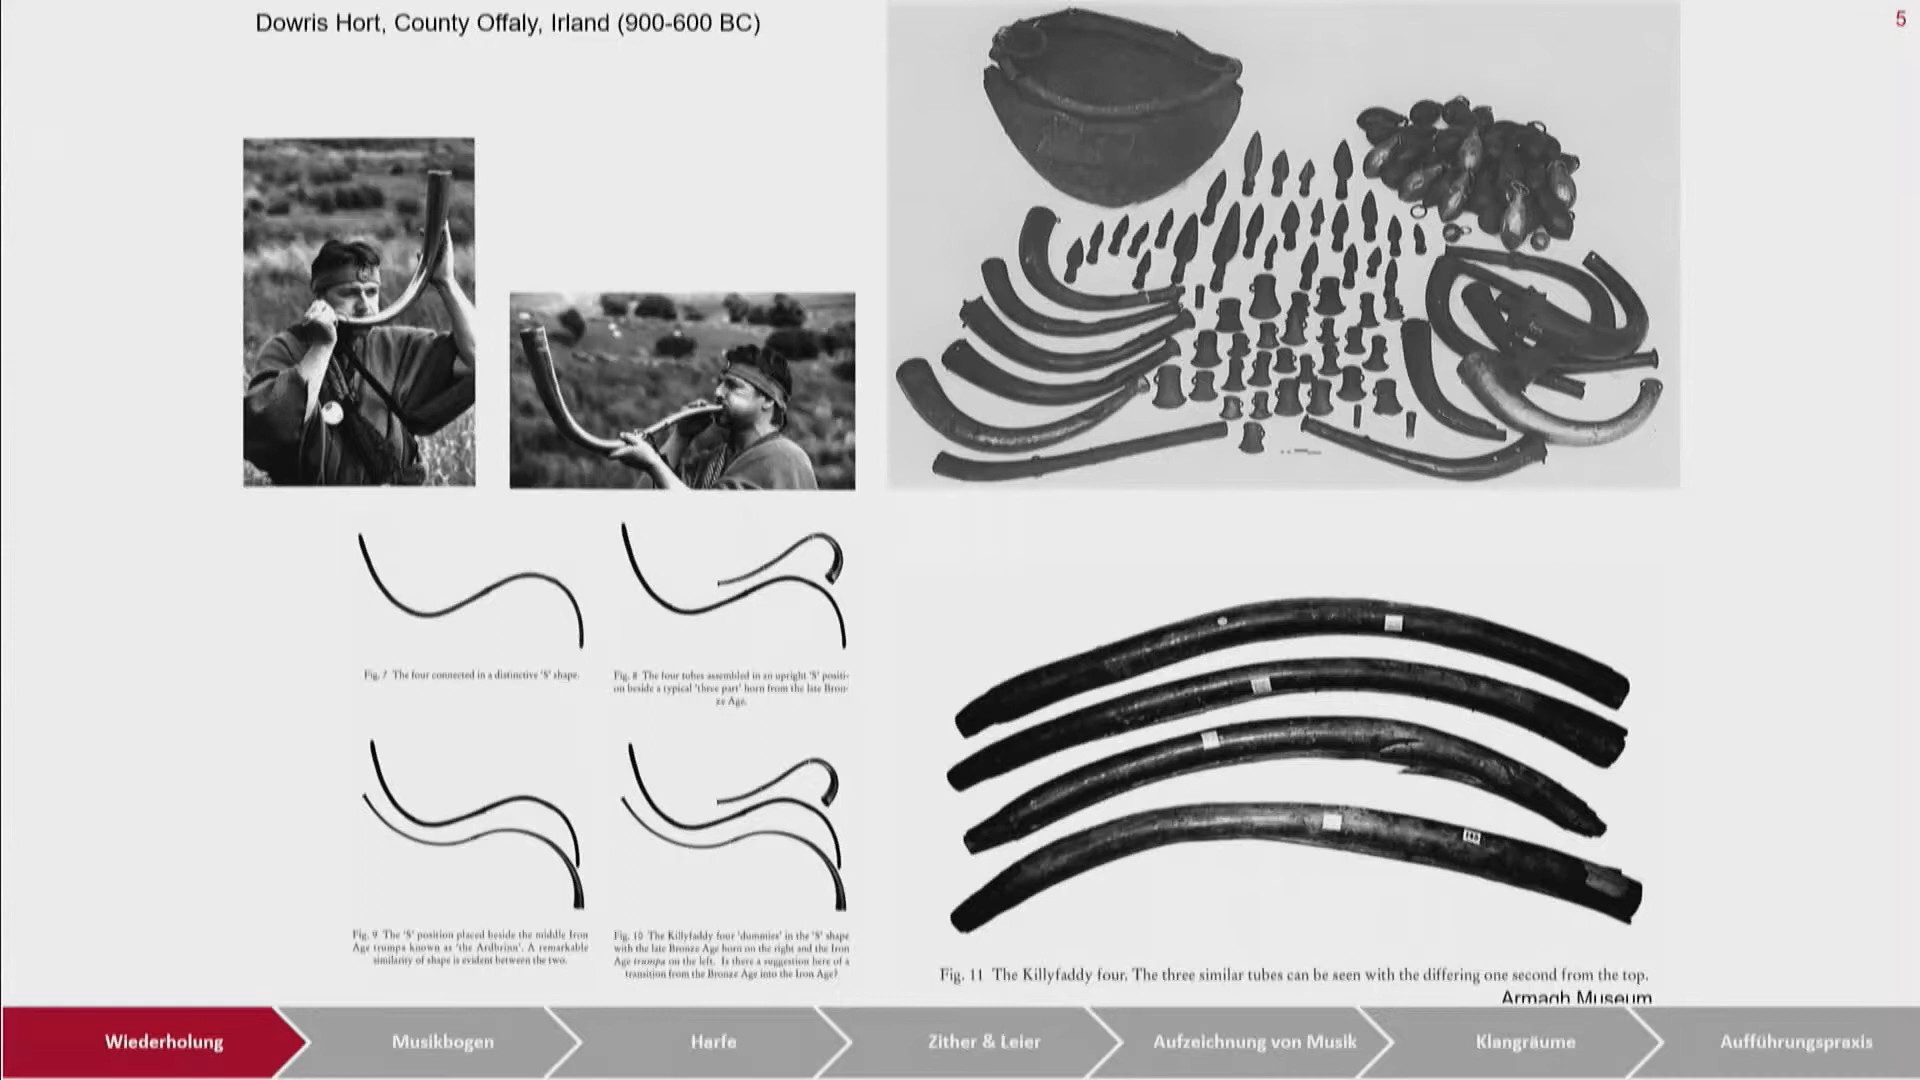 Dowris Hort, County Offaly, Irland (900-600 BC)
5
Fig. 7 The four connected in a distinctive 'S' shape.
Fig. 8 The four tubes assembled in an upright 'S' positi-
on beside a typical 'three part' horn from the late Bron-
ze Age.
Fig. 9 The 'S' position placed beside the middle Iron
Age trumpa known as 'the Ardbrinn'. A remarkable
similarity of shape is evident between the two.
Fig. 10 The Killyfaddy four 'dummies' in the 'S' shape
with the late Bronze Age horn on the right and the Iron
Age trumpa on the left. Is there a suggestion here of a
transition from the Bronze Age into the Iron Age?
Fig. 11 The Killyfaddy four. The three similar tubes can be seen with the differing one second from the top.
Armagh Museum
Wiederholung
Musikbogen
Harfe
Zither & Leier
Aufzeichnung von Musik
Klangräume
Aufführungspraxis